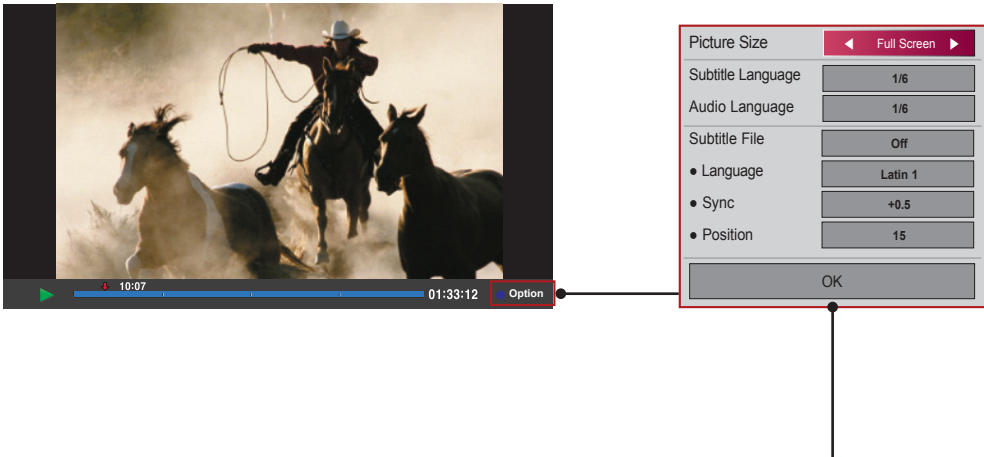 10:07
01:33:12
Option
Picture Size ◀ Full Screen ▶
Subtitle Language 1/6
Audio Language 1/6
Subtitle File Off
● Language Latin 1
● Sync +0.5
● Position 15
OK